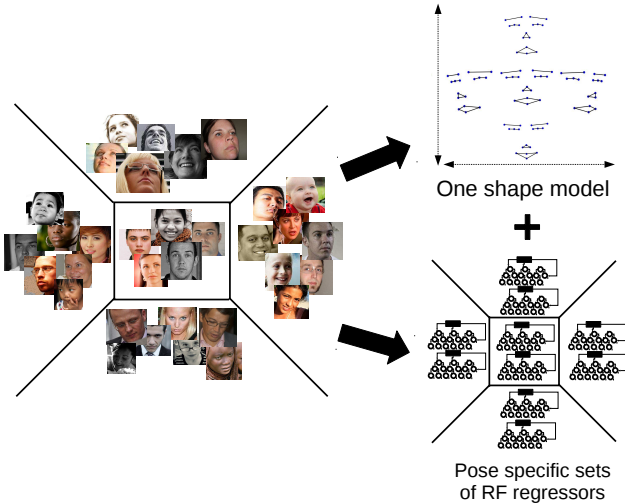 One shape model
+
Pose specific sets
of RF regressors